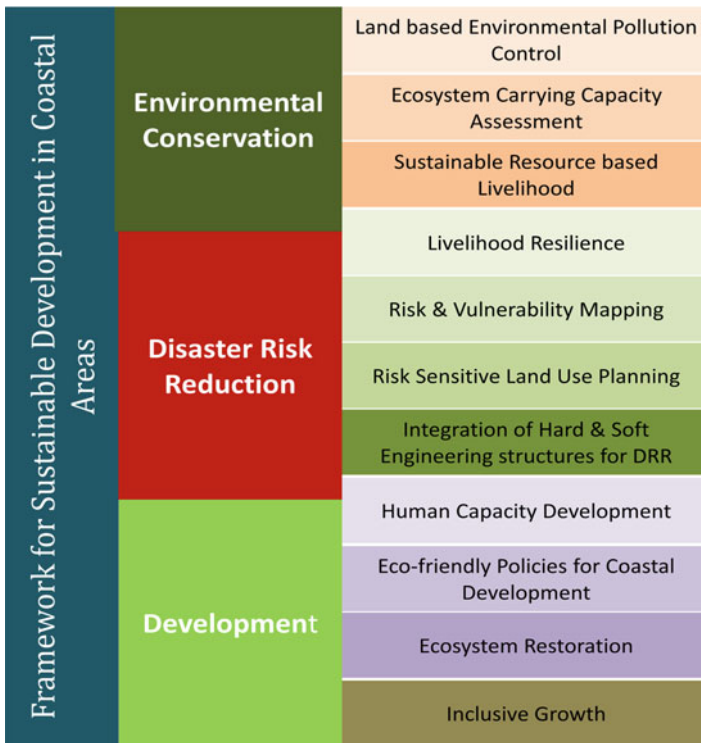 Framework for Sustainable Development in Coastal
Areas
Environmental
Conservation
Land based Environmental Pollution
Control
Ecosystem Carrying Capacity
Assessment
Sustainable Resource based
Livelihood
Disaster Risk
Reduction
Livelihood Resilience
Risk & Vulnerability Mapping
Risk Sensitive Land Use Planning
Integration of Hard & Soft
Engineering structures for DRR
Development
Human Capacity Development
Eco-friendly Policies for Coastal
Development
Ecosystem Restoration
Inclusive Growth